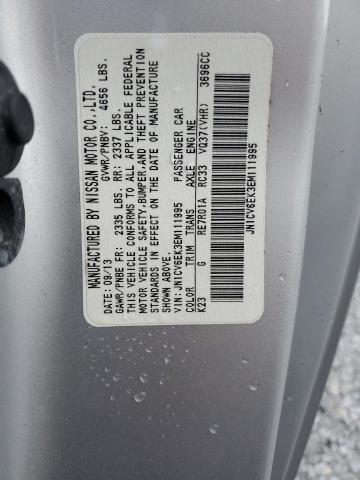 MANUFACTURED BY NISSAN MOTOR CO.,LTD.
DATE: 09/13 GVWR/PNBV: 4656 LBS.
GAWR/PNBE FR: 2335 LBS. RR: 2337 LBS.
THIS VEHICLE CONFORMS TO ALL APPLICABLE FEDERAL
MOTOR VEHICLE SAFETY,BUMPER,AND THEFT PREVENTION
STANDARDS IN EFFECT ON THE DATE OF MANUFACTURE
SHOWN ABOVE.
VIN:JN1CV6EK3EM111995 PASSENGER CAR
COLOR TRIM TRANS AXLE ENGINE
K23 G RE7R01A RC33 VQ37(VHR) 3696CC
JN1CV6EK3EM111995